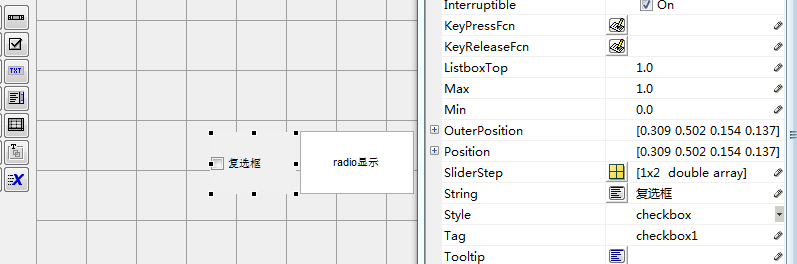 TXT
复选框
radio显示
Interruptible On
KeyPressFcn
KeyReleaseFcn
ListboxTop 1.0
Max 1.0
Min 0.0
OuterPosition [0.309 0.502 0.154 0.137]
Position [0.309 0.502 0.154 0.137]
SliderStep [1x2 double array]
String 复选框
Style checkbox
Tag checkbox1
Tooltip